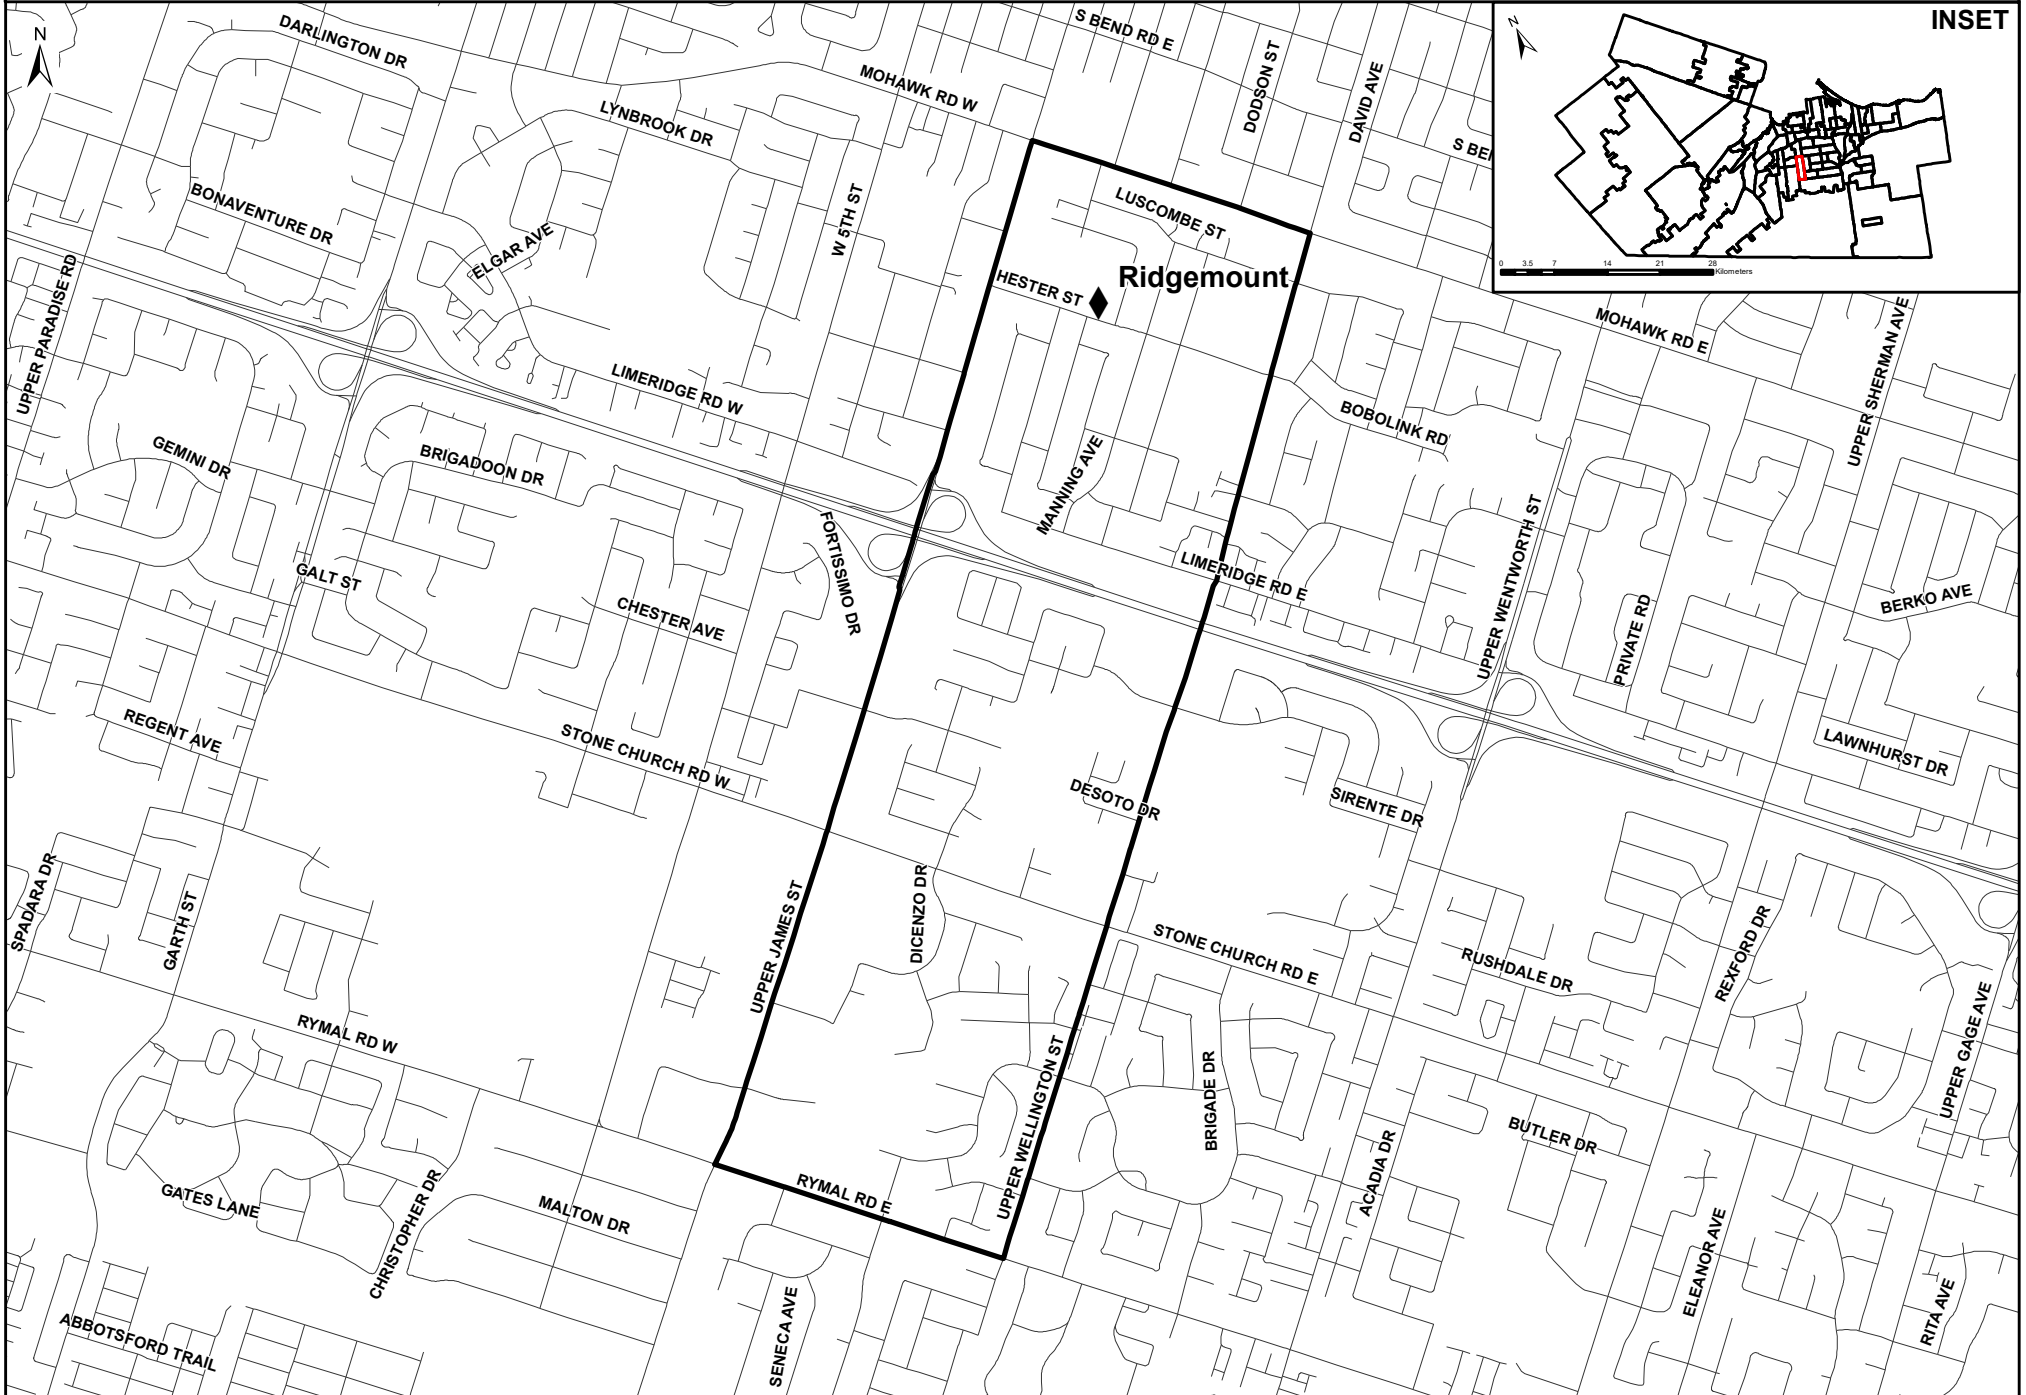 N
DARLINGTON DR
S BEND RD E
MOHAWK RD W
LYNBROOK DR
DODSON ST
DAVID AVE
S BE
N
INSET
0 3.5 7 14 21 28
Kilometers
BONAVENTURE DR
ELGAR AVE
W 5TH ST
LUSCOMBE ST
HESTER ST
Ridgemount
UPPER PARADISE RD
MOHAWK RD E
UPPER SHERMAN AVE
LIMERIDGE RD W
BOBOLINK RD
GEMINI DR
BRIGADOON DR
MANNING AVE
FORTISSIMO DR
GALT ST
CHESTER AVE
LIMERIDGE RD E
UPPER WENTWORTH ST
PRIVATE RD
BERKO AVE
REGENT AVE
STONE CHURCH RD W
DESOTO DR
SIRENTE DR
LAWNHURST DR
SPADARA DR
GARTH ST
UPPER JAMES ST
DICENZO DR
STONE CHURCH RD E
RUSHDALE DR
REXFORD DR
UPPER GAGE AVE
RYMAL RD W
UPPER WELLINGTON ST
BRIGADE DR
ACADIA DR
BUTLER DR
GATES LANE
CHRISTOPHER DR
MALTON DR
RYMAL RD E
ELEANOR AVE
RITA AVE
ABBOTSFORD TRAIL
SENECA AVE